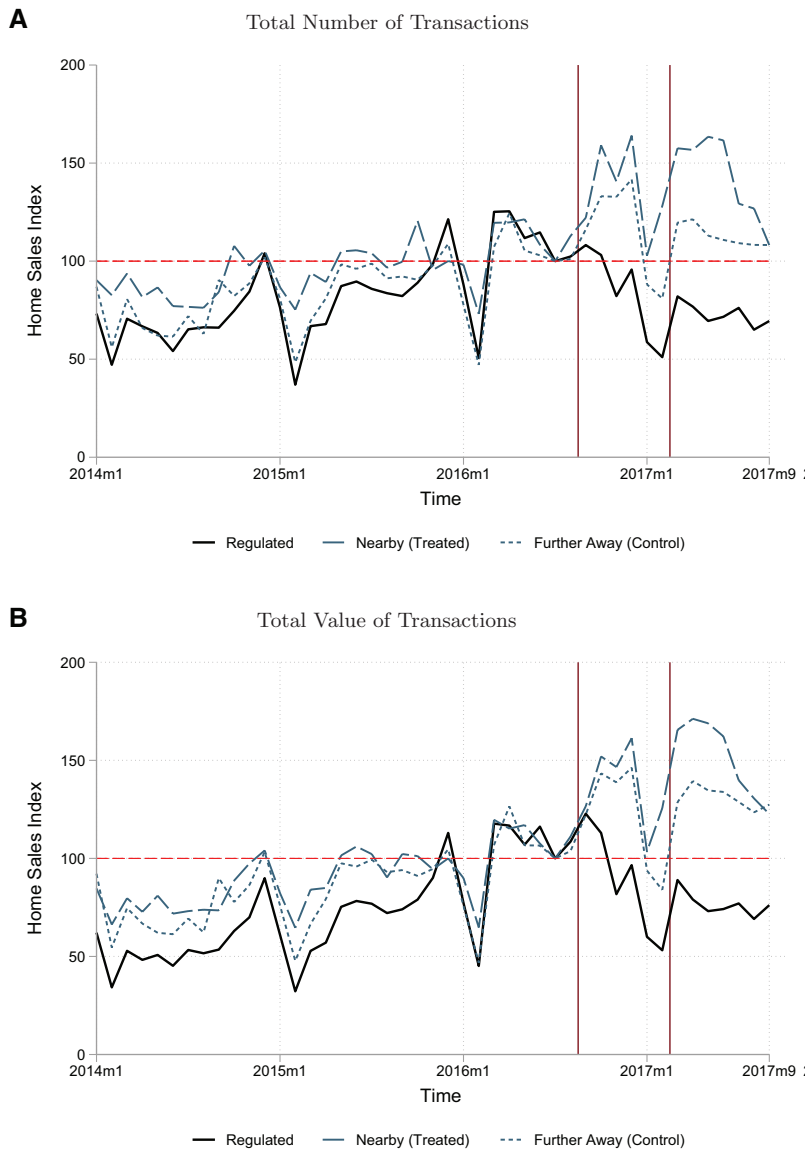 A
Total Number of Transactions
200
150
100
50
0
Home Sales Index
2014m1 2015m1 2016m1 2017m1 2017m9
Time
Regulated Nearby (Treated) Further Away (Control)
B
Total Value of Transactions
200
150
100
50
0
Home Sales Index
2014m1 2015m1 2016m1 2017m1 2017m9
Time
Regulated Nearby (Treated) Further Away (Control)